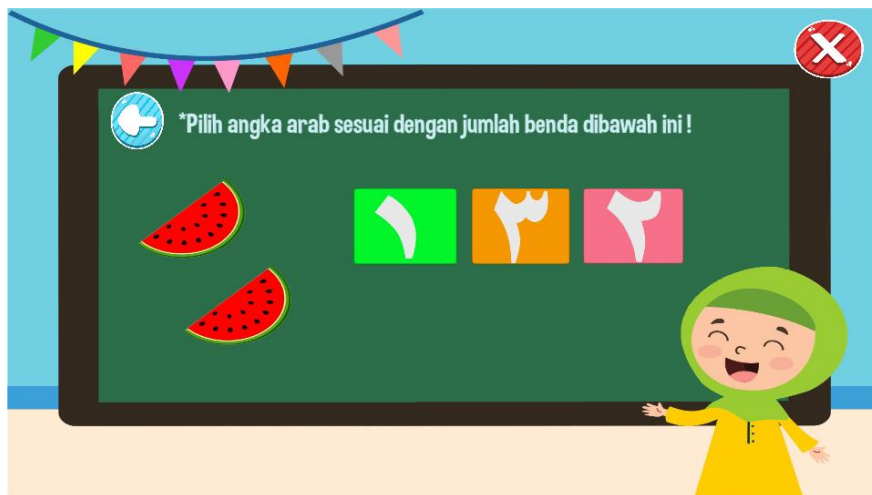 *Pilih angka arab sesuai dengan jumlah benda dibawah ini !
١ ٣ ٢